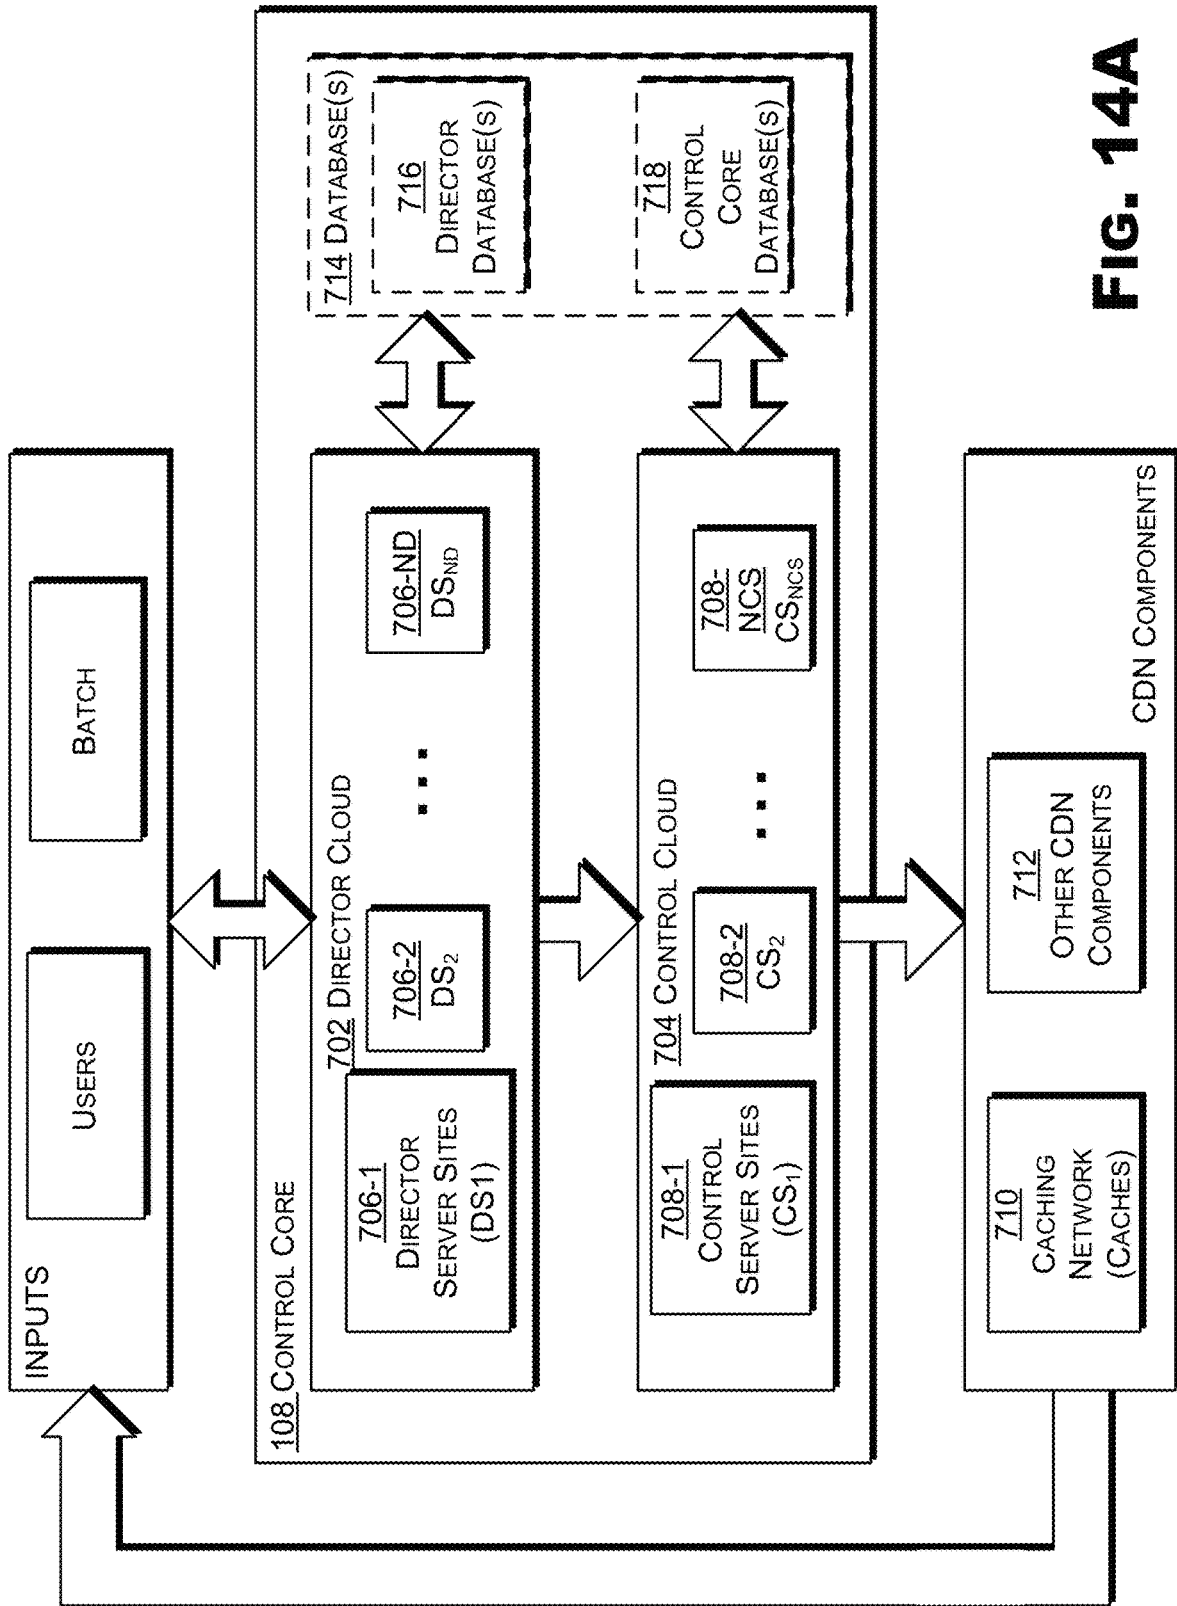 INPUTS
USERS
BATCH
108 CONTROL CORE
702 DIRECTOR CLOUD
706-1
DIRECTOR
SERVER SITES
(DS1)
706-2
DS2
...
706-ND
DSND
714 DATABASE(S)
716
DIRECTOR
DATABASE(S)
704 CONTROL CLOUD
708-1
CONTROL
SERVER SITES
(CS1)
708-2
CS2
...
708-
NCS
CSNCS
718
CONTROL
CORE
DATABASE(S)
710
CACHING
NETWORK
(CACHES)
712
OTHER CDN
COMPONENTS
CDN COMPONENTS
FIG. 14A